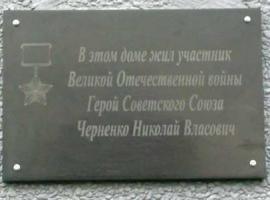 В этом доме жил участник
Великой Отечественной войны
Герой Советского Союза
Черненко Николай Власович